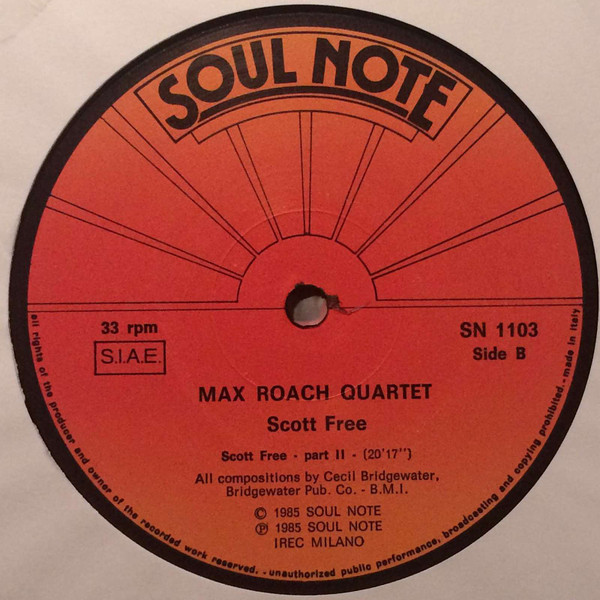 SOUL NOTE
33 rpm
S.I.A.E.
SN 1103
Side B
MAX ROACH QUARTET
Scott Free
Scott Free - part II - (20'17'')
All compositions by Cecil Bridgewater,
Bridgewater Pub. Co. - B.M.I.
© 1985 SOUL NOTE
℗ 1985 SOUL NOTE
IREC MILANO
all rights of the producer and owner of the recorded work reserved. - unauthorized public performance, broadcasting and copying prohibited. - made in Italy